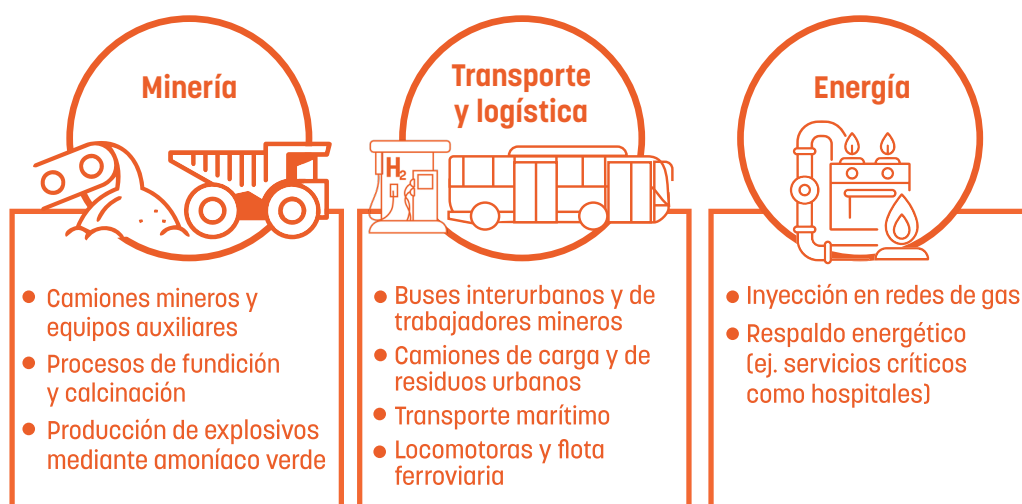 Minería
Camiones mineros y
equipos auxiliares
Procesos de fundición
y calcinación
Producción de explosivos
mediante amoníaco verde
Transporte
y logística
H2
Buses interurbanos y de
trabajadores mineros
Camiones de carga y de
residuos urbanos
Transporte marítimo
Locomotoras y flota
ferroviaria
Energía
Inyección en redes de gas
Respaldo energético
(ej. servicios críticos
como hospitales)